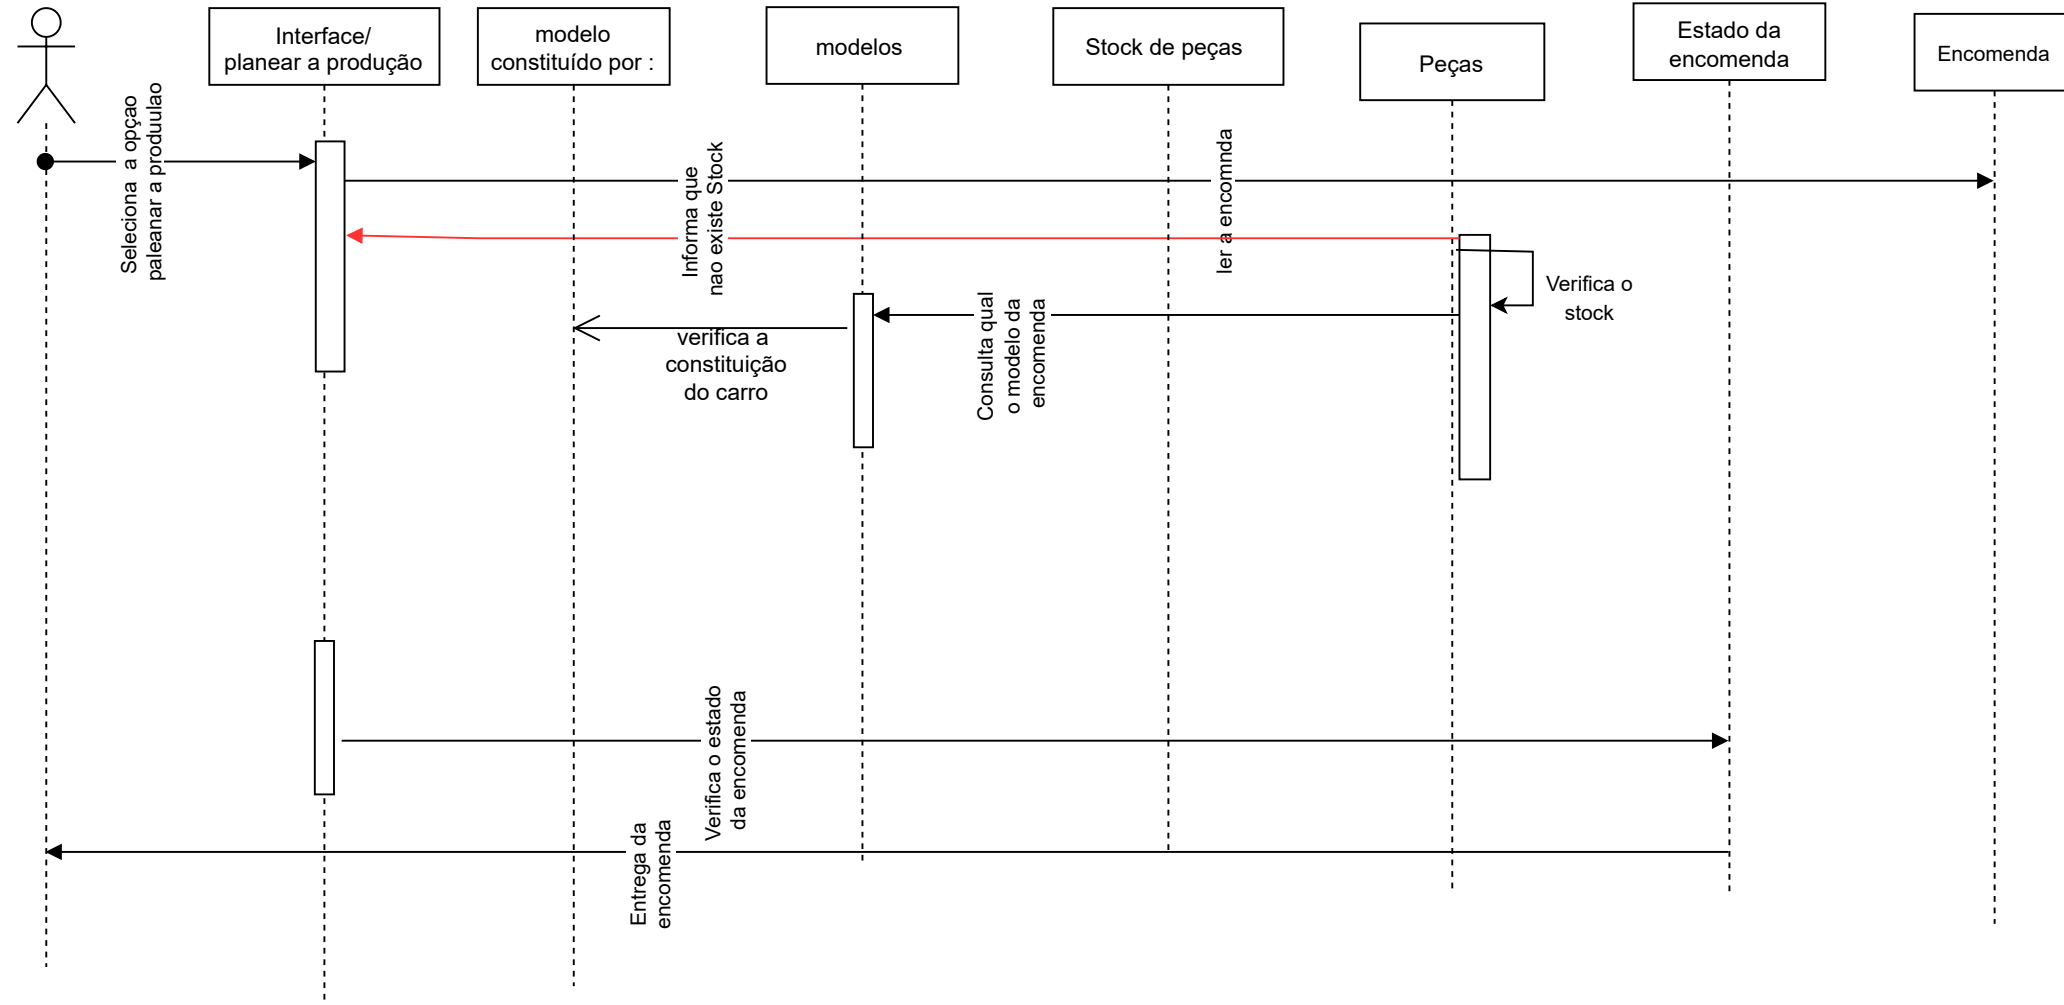 Interface/
planear a produção
modelo
constituído por :
modelos
Stock de peças
Peças
Estado da
encomenda
Encomenda
Seleciona  a opçao
paleanar a produulao
Informa que
nao existe Stock
ler a encomnda
Verifica o
stock
verifica a
constituição
do carro
Consulta qual
o modelo da
encomenda
Verifica o estado
da encomenda
Entrega da
encomenda